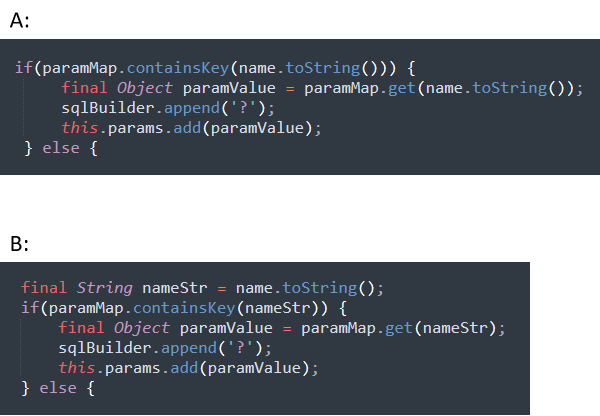 A:
if(paramMap.containsKey(name.toString())) {
final Object paramValue = paramMap.get(name.toString());
sqlBuilder.append('?');
this.params.add(paramValue);
} else {
B:
final String nameStr = name.toString();
if(paramMap.containsKey(nameStr)) {
final Object paramValue = paramMap.get(nameStr);
sqlBuilder.append('?');
this.params.add(paramValue);
} else {